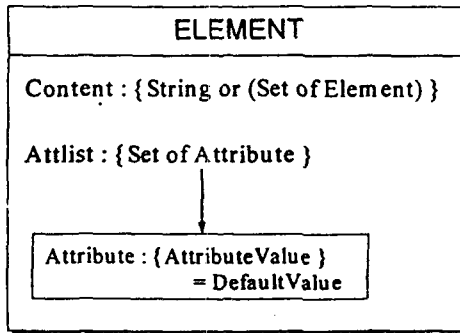 ELEMENT
Content : { String or (Set of Element) }
Attlist : {Set of Attribute }
Attribute : {AttributeValue }
= DefaultValue